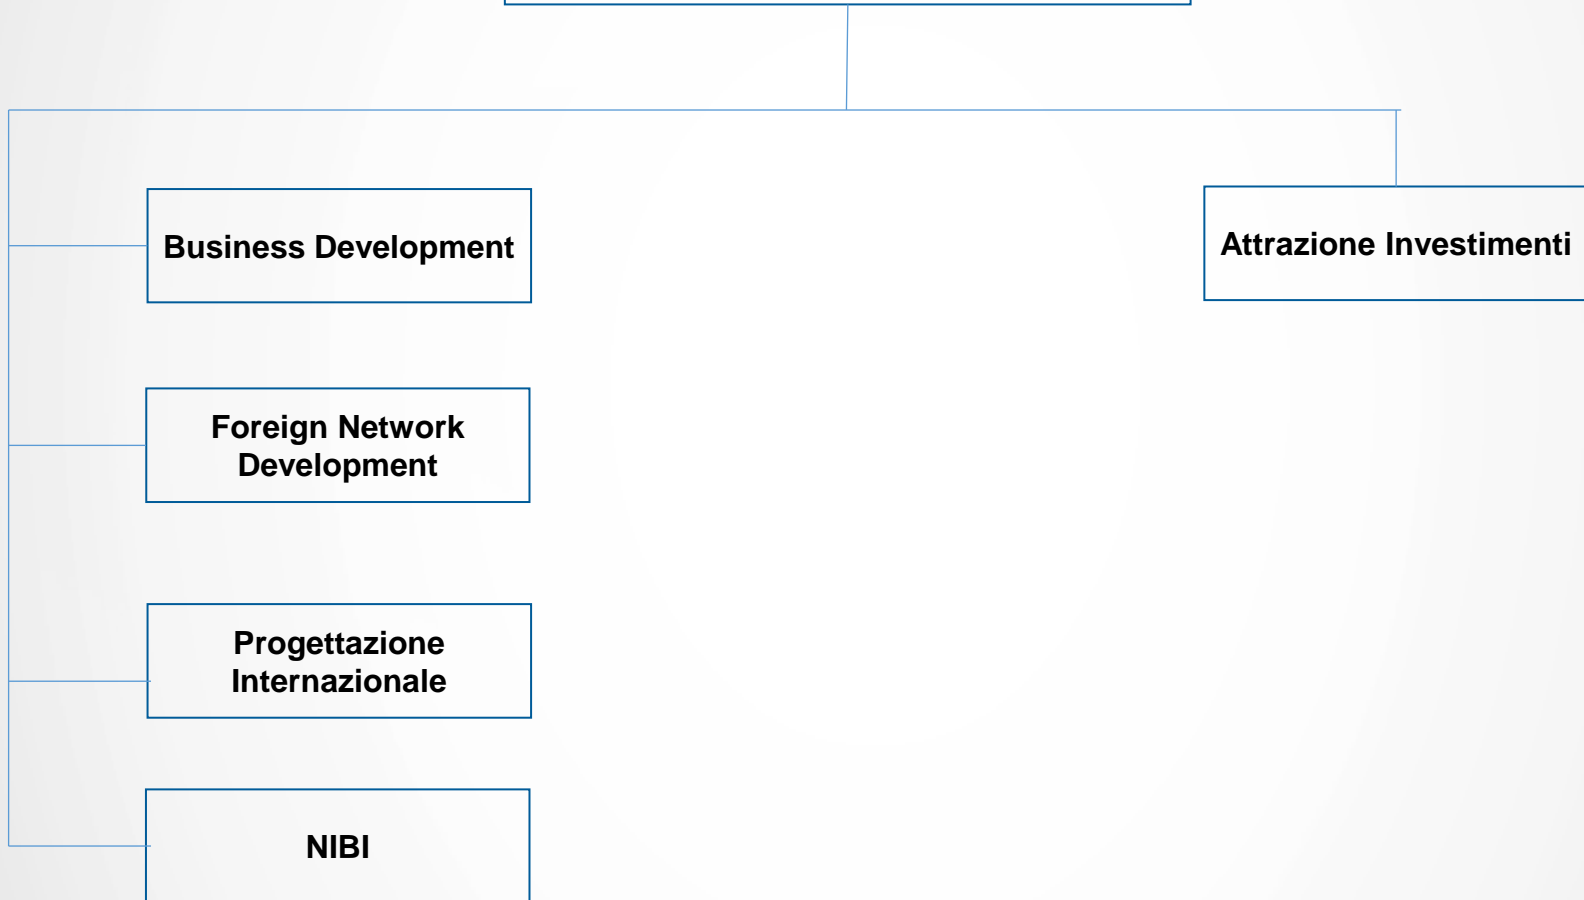 Business Development
Attrazione Investimenti
Foreign Network
Development
Progettazione
Internazionale
NIBI